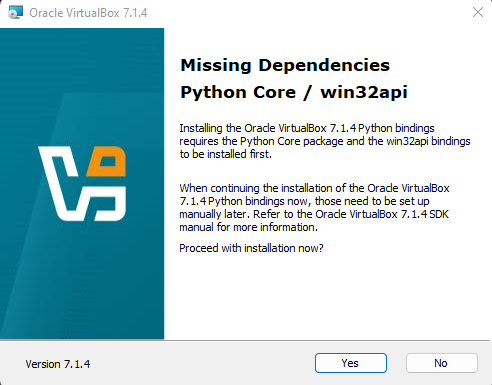 Oracle VirtualBox 7.1.4
Missing Dependencies
Python Core / win32api
Installing the Oracle VirtualBox 7.1.4 Python bindings
requires the Python Core package and the win32api bindings
to be installed first.
When continuing the installation of the Oracle VirtualBox
7.1.4 Python bindings now, those need to be set up
manually later. Refer to the Oracle VirtualBox 7.1.4 SDK
manual for more information.
Proceed with installation now?
Version 7.1.4
Yes
No